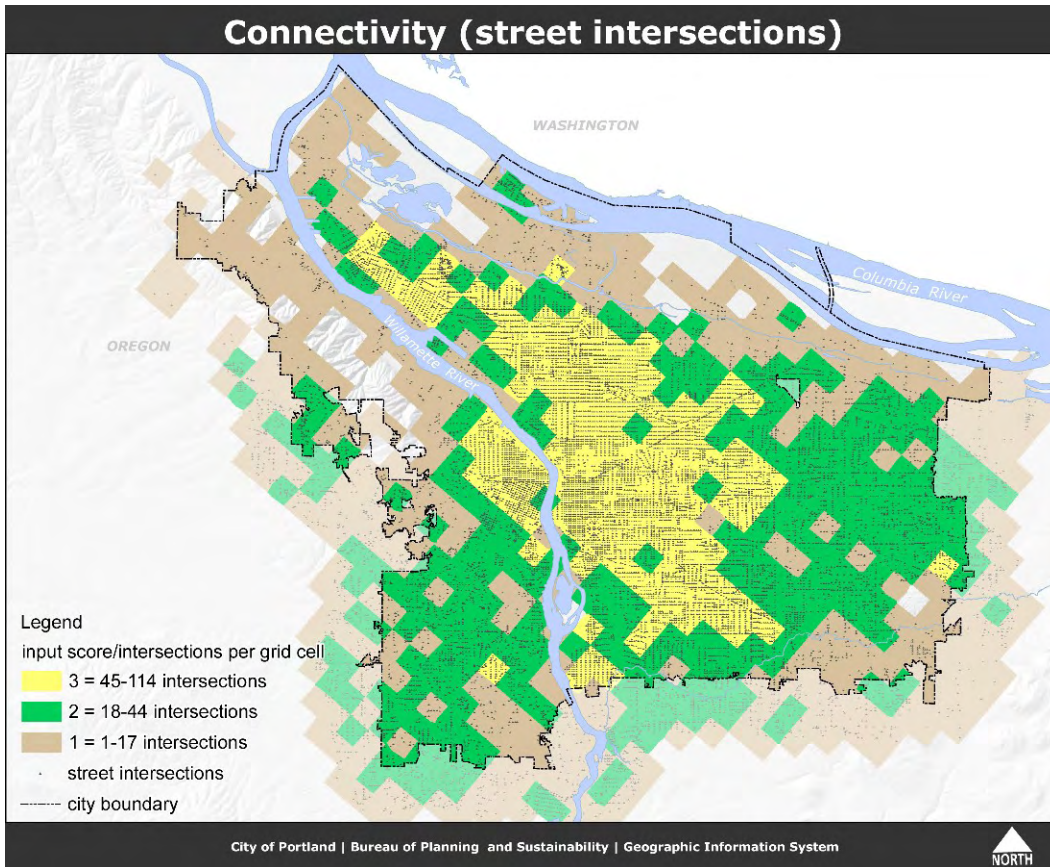 Connectivity (street intersections)
WASHINGTON
Columbia River
OREGON
Willamette River
Legend
input score/intersections per grid cell
3 = 45-114 intersections
2 = 18-44 intersections
1 = 1-17 intersections
street intersections
city boundary
City of Portland | Bureau of Planning and Sustainability | Geographic Information System
NORTH